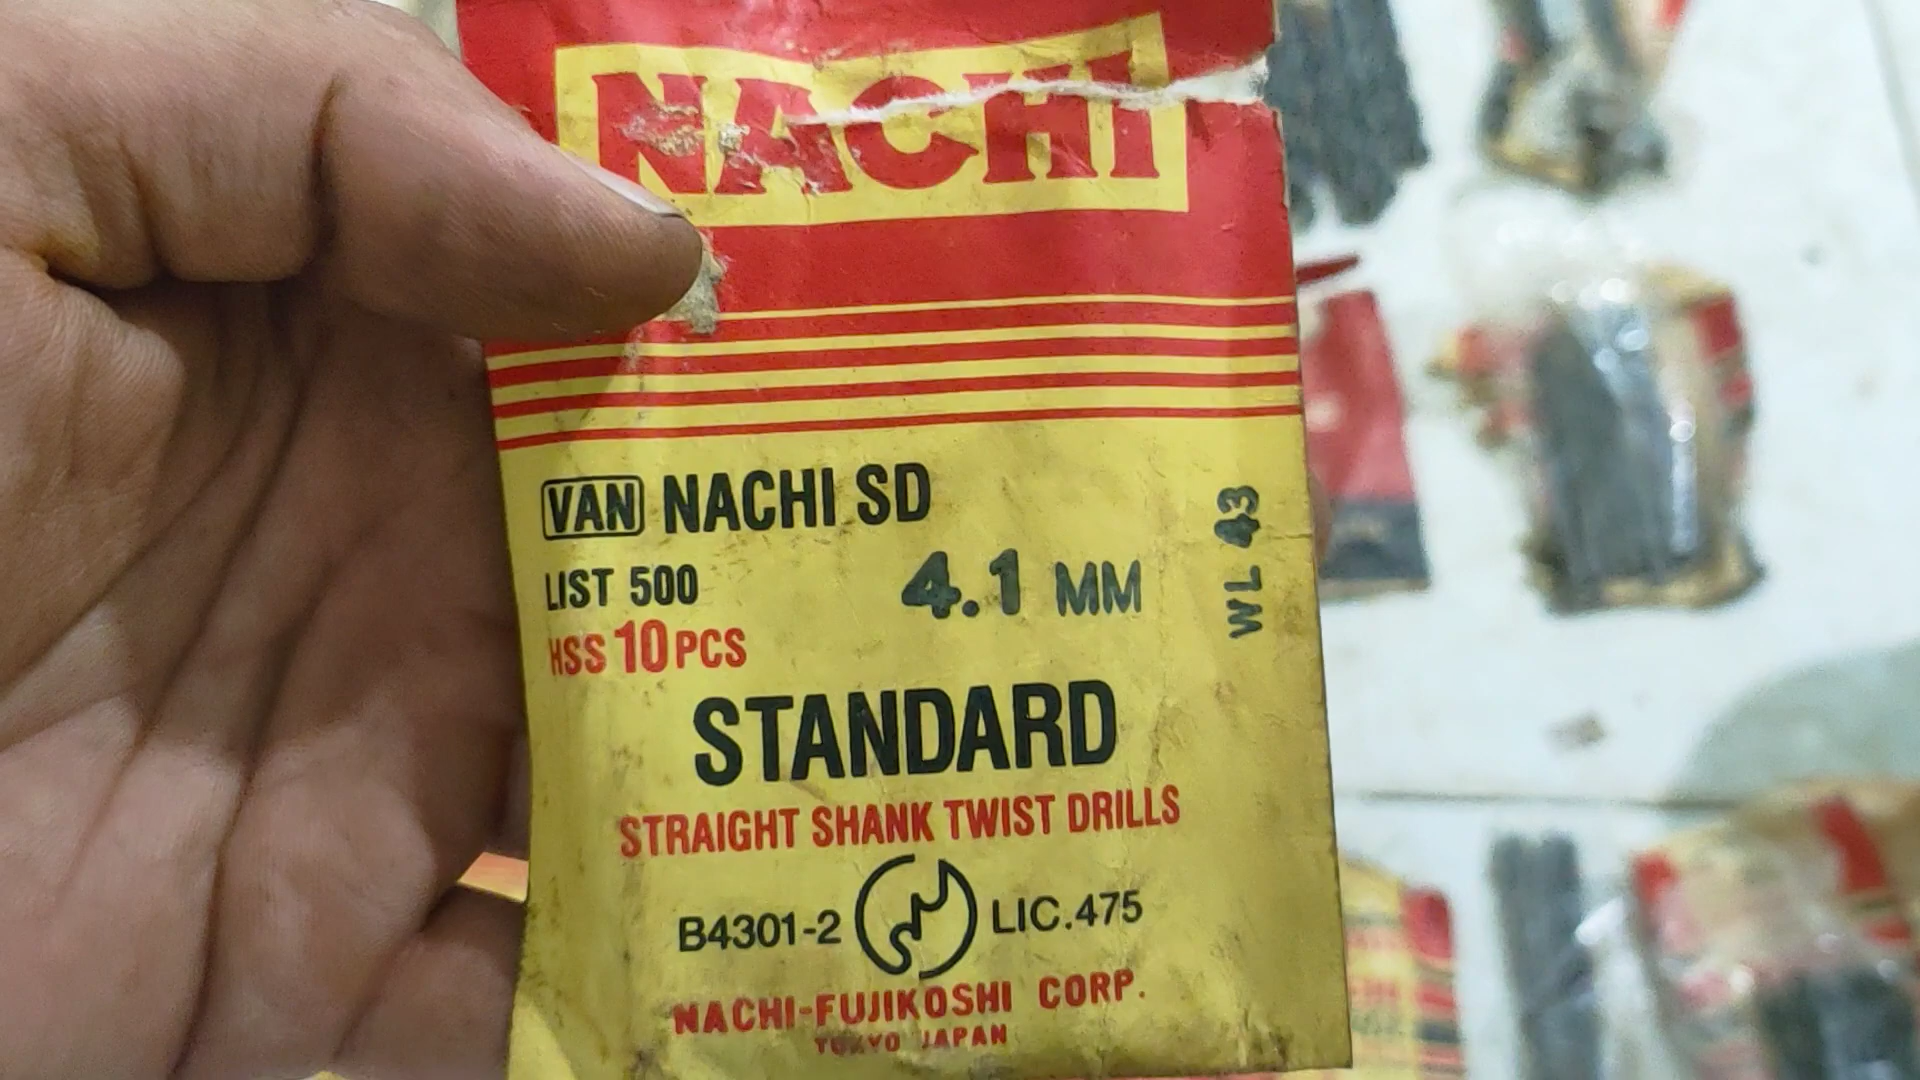 NACHI
VAN NACHI SD
LIST 500
4.1 MM
WL 43
HSS 10 PCS
STANDARD
STRAIGHT SHANK TWIST DRILLS
B4301-2 LIC.475
NACHI-FUJIKOSHI CORP.
TOKYO JAPAN